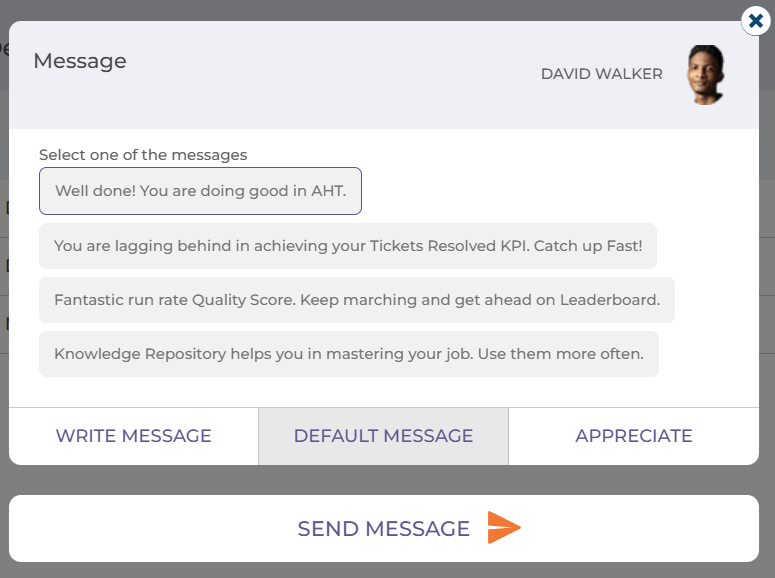 Message
DAVID WALKER
Select one of the messages
Well done! You are doing good in AHT.
You are lagging behind in achieving your Tickets Resolved KPI. Catch up Fast!
Fantastic run rate Quality Score. Keep marching and get ahead on Leaderboard.
Knowledge Repository helps you in mastering your job. Use them more often.
WRITE MESSAGE
DEFAULT MESSAGE
APPRECIATE
SEND MESSAGE